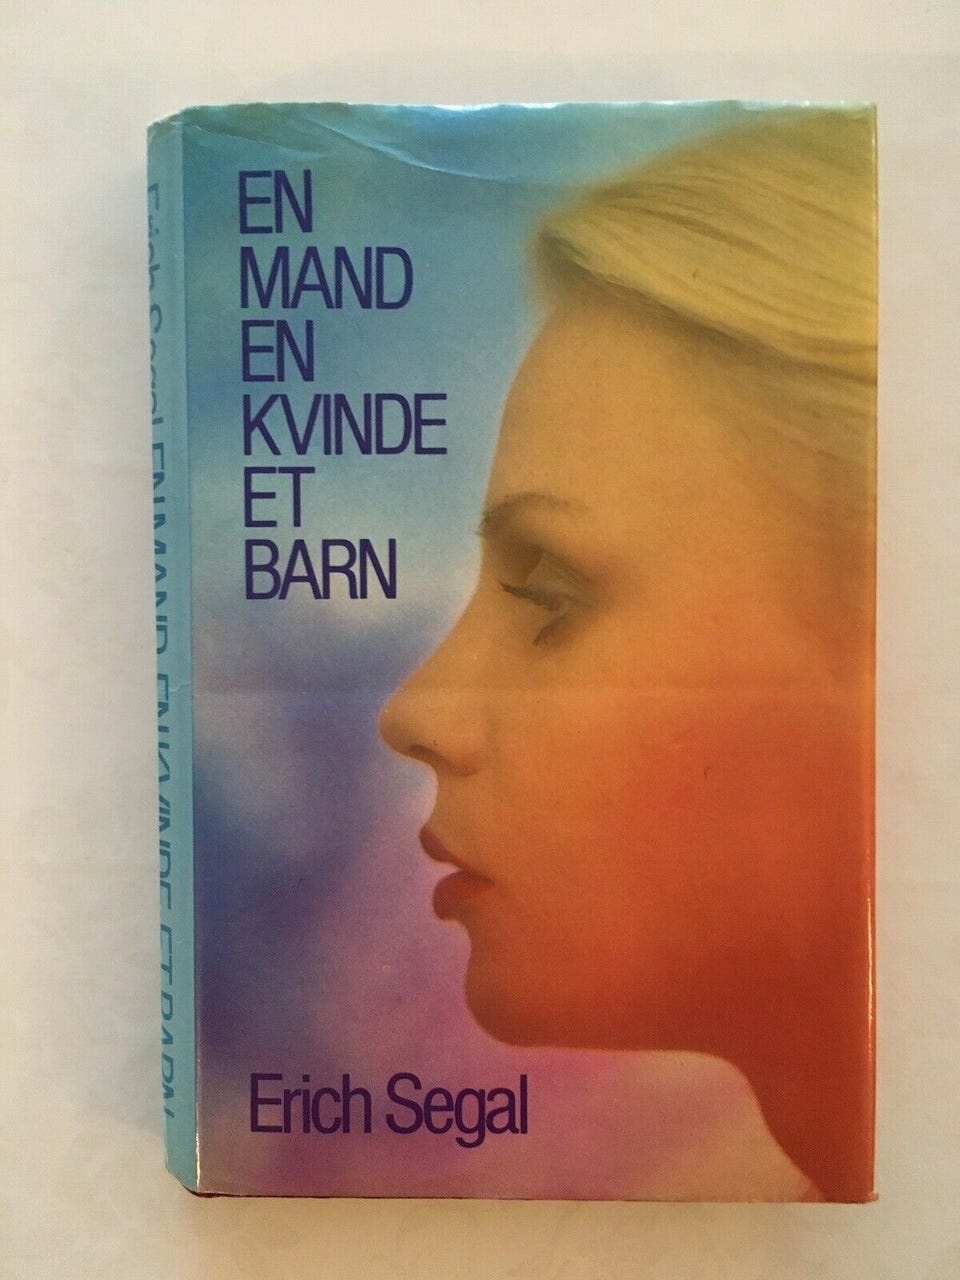 EN
MAND
EN
KVINDE
ET
BARN
Erich Segal
Erich Segal EN MAND EN KVINDE ET BARN